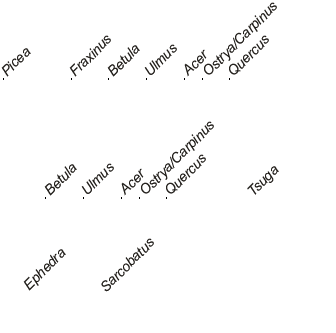 Picea Fraxinus Betula Ulmus Acer Ostrya/Carpinus Quercus
Betula Ulmus Acer Ostrya/Carpinus Quercus Tsuga
Ephedra Sarcobatus